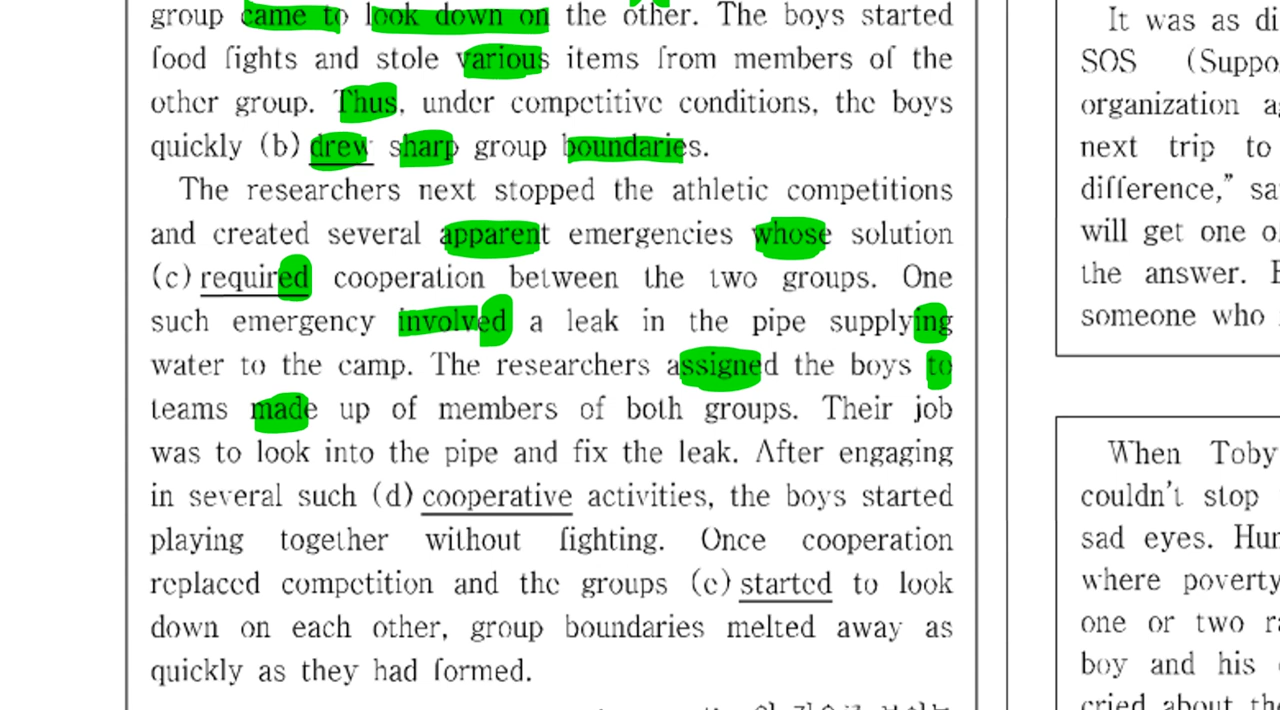 group came to look down on the other. The boys started
food fights and stole various items from members of the
other group. Thus, under competitive conditions, the boys
quickly (b) drew sharp group boundaries.
The researchers next stopped the athletic competitions
and created several apparent emergencies whose solution
(c) required cooperation between the two groups. One
such emergency involved a leak in the pipe supplying
water to the camp. The researchers assigned the boys to
teams made up of members of both groups. Their job
was to look into the pipe and fix the leak. After engaging
in several such (d) cooperative activities, the boys started
playing together without fighting. Once cooperation
replaced competition and the groups (e) started to look
down on each other, group boundaries melted away as
quickly as they had formed.
It was as di
SOS (Suppo
organization a
next trip to
difference,” sa
will get one o
the answer.
someone who
When Toby
couldn't stop
sad eyes. Hu
where poverty
one or two ra
boy and his
cried about the